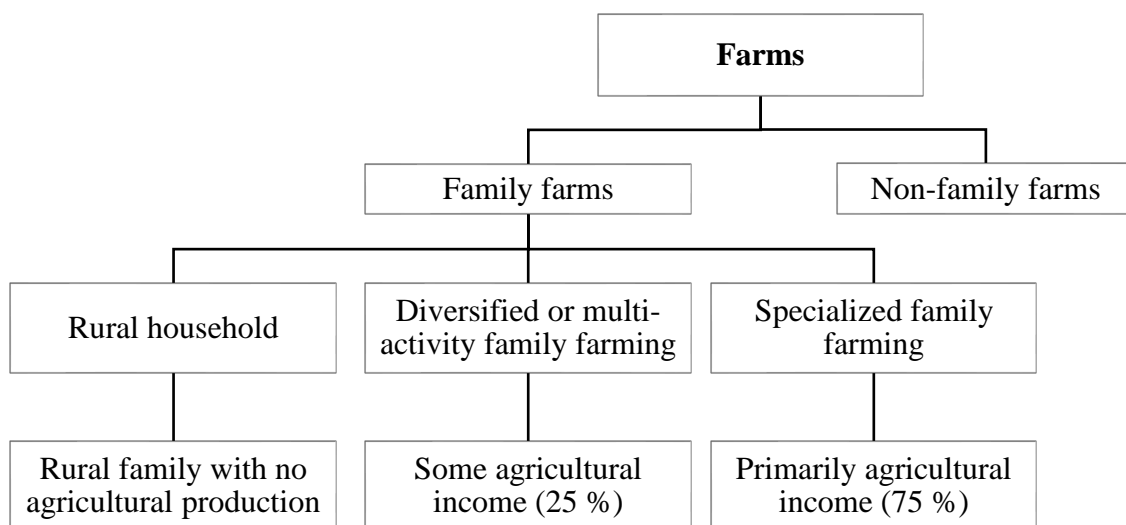 Farms
Family farms
Non-family farms
Rural household
Diversified or multi-
activity family farming
Specialized family
farming
Rural family with no
agricultural production
Some agricultural
income (25 %)
Primarily agricultural
income (75 %)